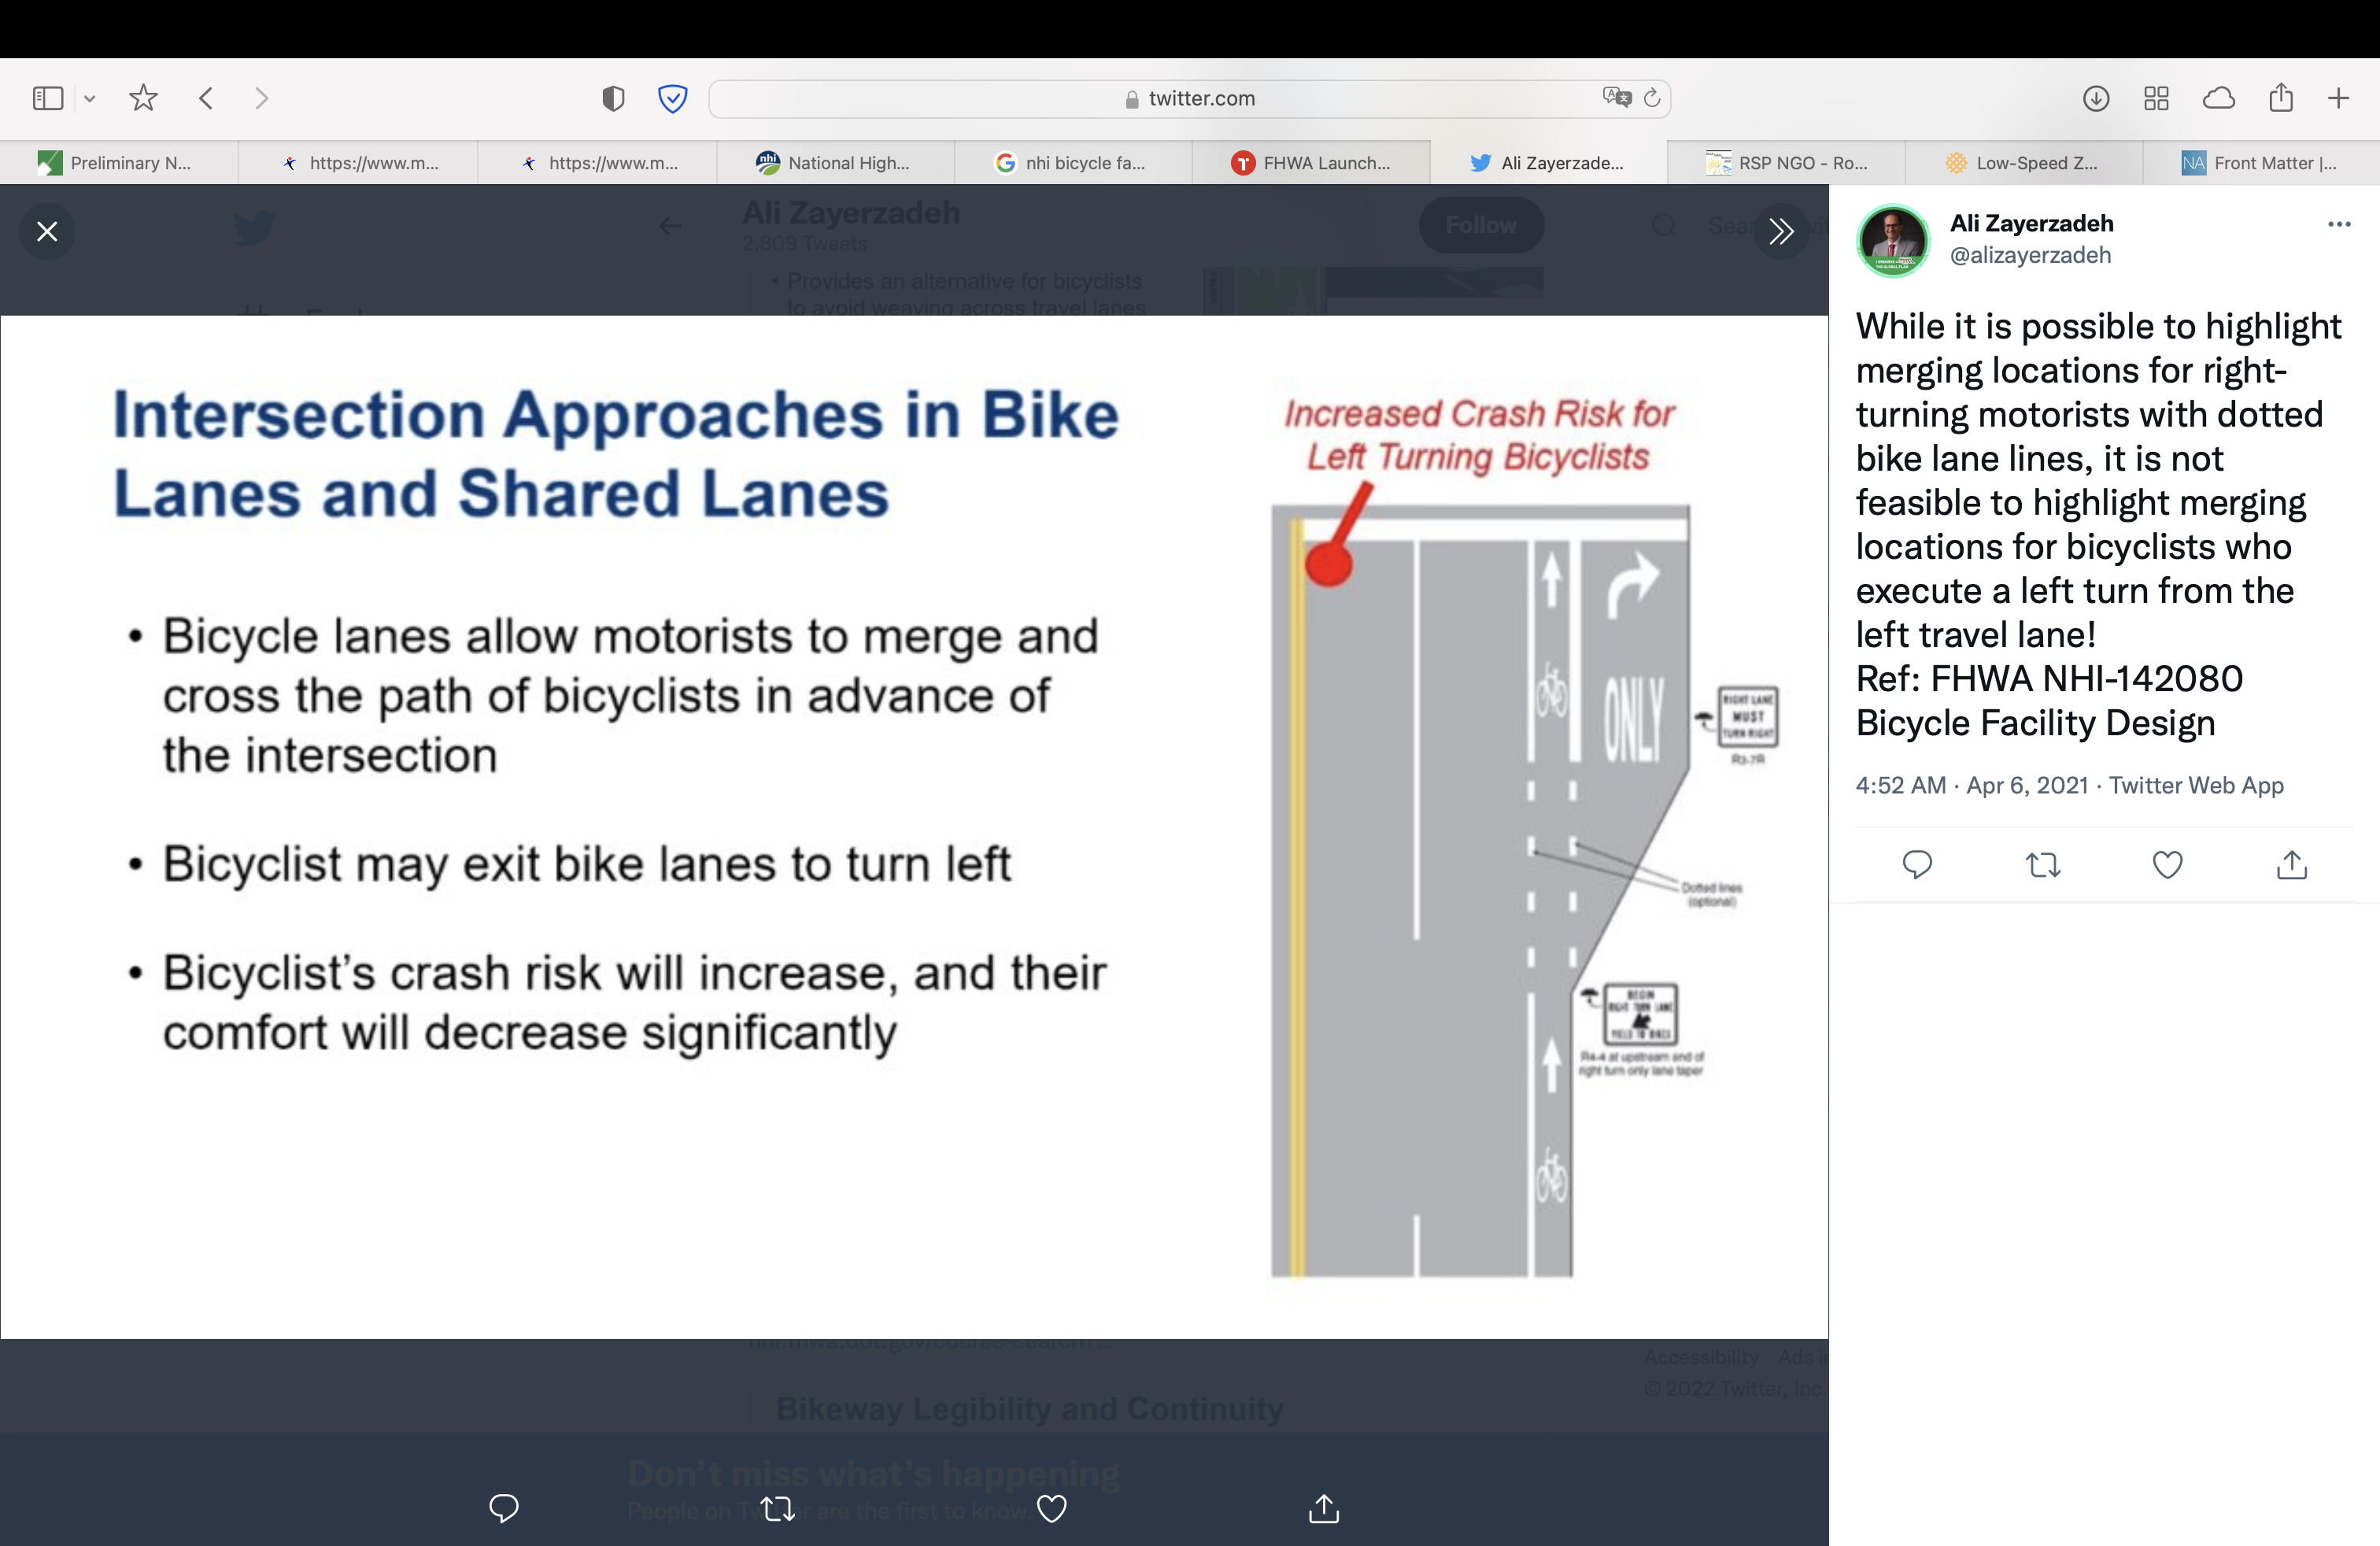 twitter.com
Preliminary N...
https://www.m...
https://www.m...
National High...
nhi bicycle fa...
FHWA Launch...
Ali Zayerzade...
RSP NGO - Ro...
Low-Speed Z...
Front Matter |...
Ali Zayerzadeh
2,809 Tweets
Follow
• Provides an alternative for bicyclists
to avoid weaving across travel lanes
Intersection Approaches in Bike
Lanes and Shared Lanes
• Bicycle lanes allow motorists to merge and
cross the path of bicyclists in advance of
the intersection
• Bicyclist may exit bike lanes to turn left
• Bicyclist's crash risk will increase, and their
comfort will decrease significantly
Increased Crash Risk for
Left Turning Bicyclists
ONLY
RIGHT LANE
MUST
TURN RIGHT
R3-7R
Dotted lines
(optional)
BEGIN
RIGHT TURN LANE
YIELD TO BIKES
R4-4 at upstream end of
right turn only lane taper
Accessibility
© 2022 Twitter, Inc.
Bikeway Legibility and Continuity
Don't miss what's happening
People on Twitter are the first to know.
Ali Zayerzadeh
@alizayerzadeh
While it is possible to highlight
merging locations for right-
turning motorists with dotted
bike lane lines, it is not
feasible to highlight merging
locations for bicyclists who
execute a left turn from the
left travel lane!
Ref: FHWA NHI-142080
Bicycle Facility Design
4:52 AM · Apr 6, 2021 · Twitter Web App